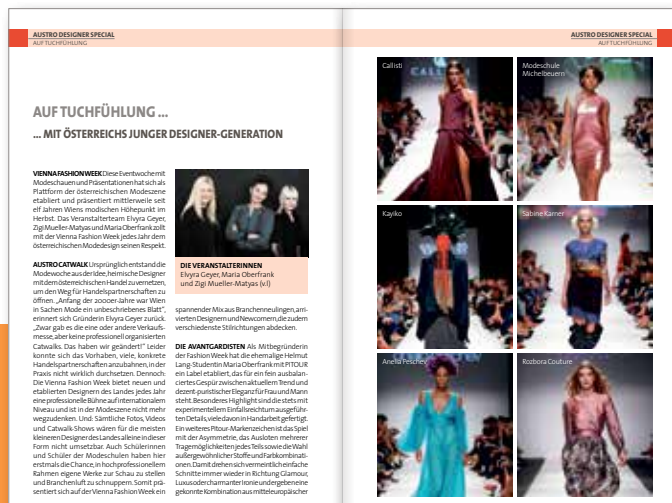 AUSTRO DESIGNER SPECIAL
AUF TUCHFÜHLUNG
AUF TUCHFÜHLUNG ...
... MIT ÖSTERREICHS JUNGER DESIGNER-GENERATION
VIENNA FASHION WEEK Diese Eventwoche mit
Modeschauen und Präsentationen hat sich als
Plattform der österreichischen Modeszene
etabliert und präsentiert mittlerweile seit
elf Jahren Wiens modischen Höhepunkt im
Herbst. Das Veranstalterteam Elvyra Geyer,
Zigi Mueller-Matyas und Maria Oberfrank zollt
mit der Vienna Fashion Week jedes Jahr dem
österreichischen Modedesign seinen Respekt.
AUSTRO CATWALK Ursprünglich entstand die
Modewoche aus der Idee, heimische Designer
mit dem österreichischen Handel zu vernetzen,
um den Weg für Handelspartnerschaften zu
öffnen. „Anfang der 2000er-Jahre war Wien
in Sachen Mode ein unbeschriebenes Blatt",
erinnert sich Gründerin Elvyra Geyer zurück.
„Zwar gab es die eine oder andere Verkaufs-
messe, aber keine professionell organisierten
Catwalks. Das haben wir geändert!" Leider
konnte sich das Vorhaben, viele, konkrete
Handelspartnerschaften anzubahnen, in der
Praxis nicht wirklich durchsetzen. Dennoch:
Die Vienna Fashion Week bietet neuen und
etablierten Designern des Landes jedes Jahr
eine professionelle Bühne auf internationalem
Niveau und ist in der Modeszene nicht mehr
wegzudenken. Und: Sämtliche Fotos, Videos
und Catwalk-Shows wären für die meisten
kleineren Designer des Landes alleine in dieser
Form nicht umsetzbar. Auch Schülerinnen
und Schüler der Modeschulen haben hier
erstmals die Chance, in hochprofessionellem
Rahmen eigene Werke zur Schau zu stellen
und Branchenluft zu schnuppern. Somit prä-
sentiert sich auf der Vienna Fashion Week ein
DIE VERANSTALTERINNEN
Elvyra Geyer, Maria Oberfrank
und Zigi Mueller-Matyas (v.l)
spannender Mix aus Branchenneulingen, arri-
vierten Designern und Newcomern, die zudem
verschiedenste Stilrichtungen abdecken.
DIE AVANTGARDISTEN Als Mitbegründerin
der Fashion Week hat die ehemalige Helmut
Lang-Studentin Maria Oberfrank mit PITOUR
ein Label etabliert, das für ein fein ausbalan-
ciertes Gespür zwischen aktuellem Trend und
dezent-puristischer Eleganz für Frau und Mann
steht. Besonderes Highlight sind die stets mit
experimentellem Einfallsreichtum ausgeführ-
ten Details, viele davon in Handarbeit gefertigt.
Ein weiteres Pitour-Markenzeichen ist das Spiel
mit der Asymmetrie, das Ausloten mehrerer
Tragemöglichkeiten jedes Teils sowie die Wahl
außergewöhnlicher Stoffe und Farbkombinati-
onen. Damit drehen sich vermeintlich einfache
Schnitte immer wieder in Richtung Glamour,
Luxus oder charmanter Ironie und ergeben eine
gekonnte Kombination aus mitteleuropäischer
AUSTRO DESIGNER SPECIAL
AUF TUCHFÜHLUNG
Callisti
Modeschule
Michelbeuern
Kayiko
Sabine Karner
Anelia Peschev
Rozbora Couture